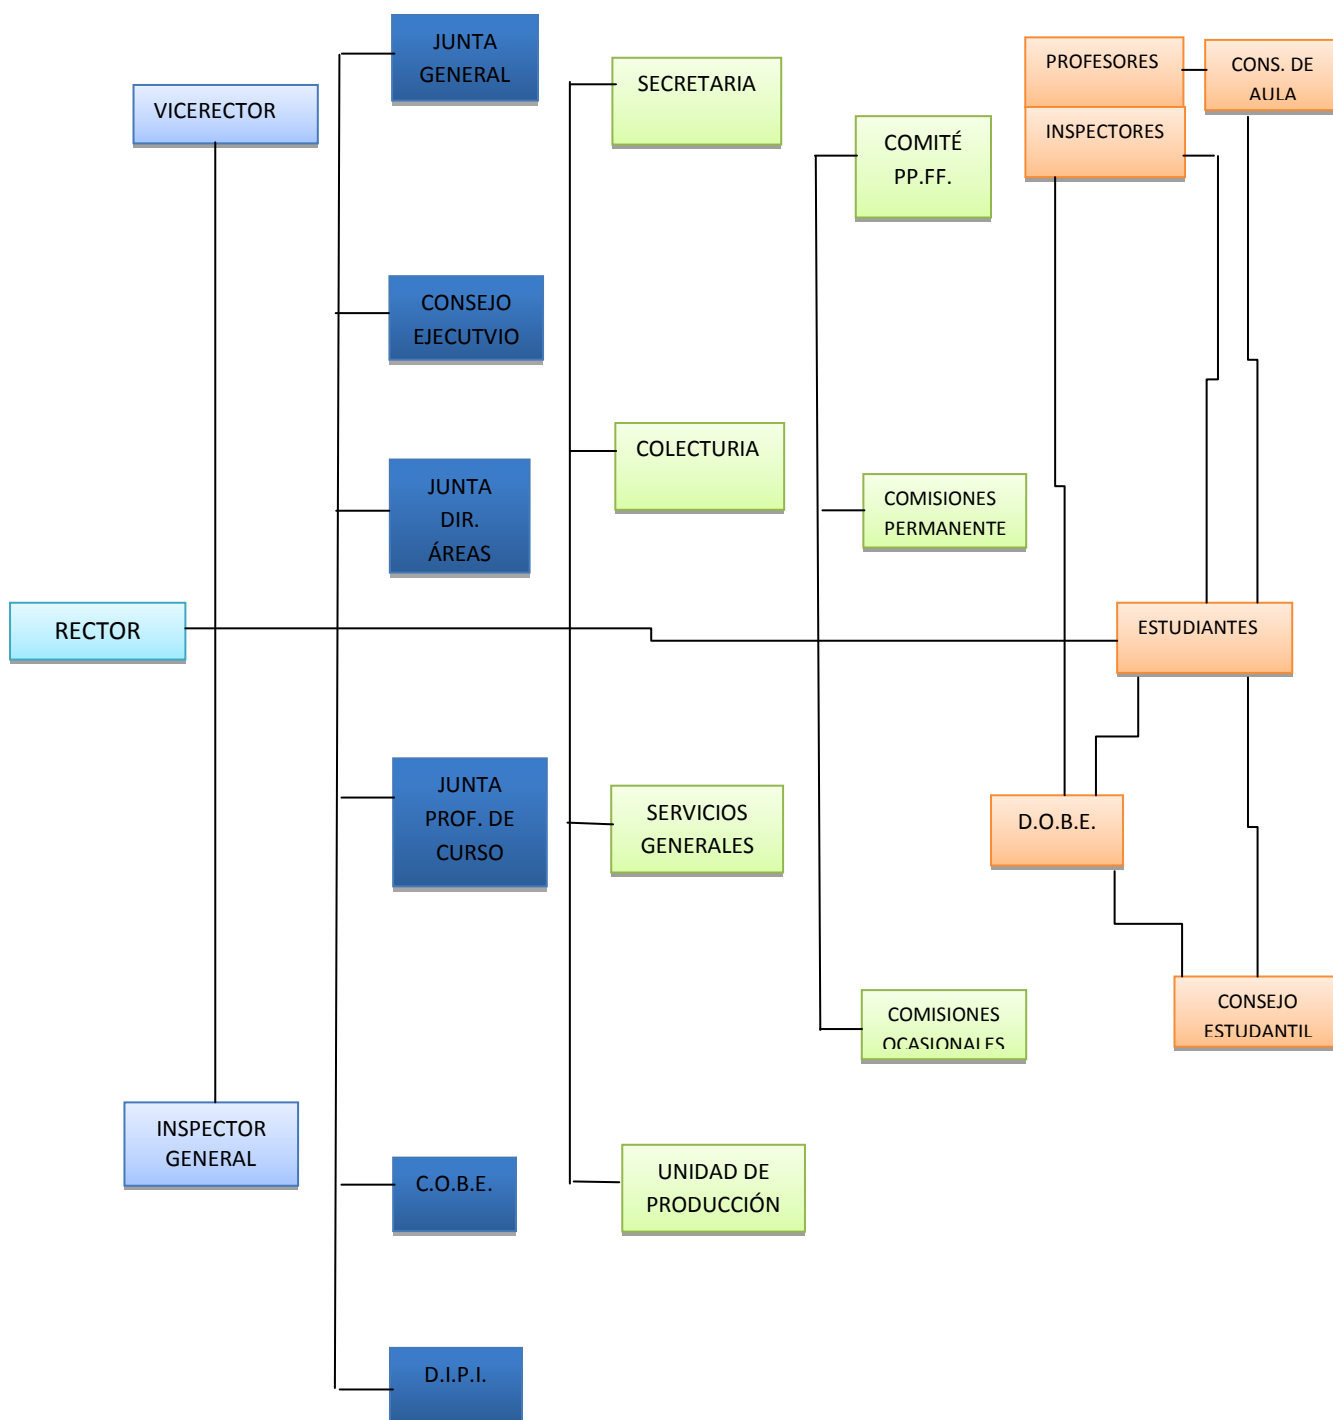 VICERECTOR
INSPECTOR
GENERAL
RECTOR
JUNTA
GENERAL
CONSEJO
EJECUTVIO
JUNTA
DIR.
ÁREAS
JUNTA
PROF. DE
CURSO
C.O.B.E.
D.I.P.I.
SECRETARIA
COLECTURIA
SERVICIOS
GENERALES
UNIDAD DE
PRODUCCIÓN
COMITÉ
PP.FF.
COMISIONES
PERMANENTE
COMISIONES
OCASIONALES
PROFESORES
INSPECTORES
CONS. DE
AULA
ESTUDIANTES
D.O.B.E.
CONSEJO
ESTUDANTIL